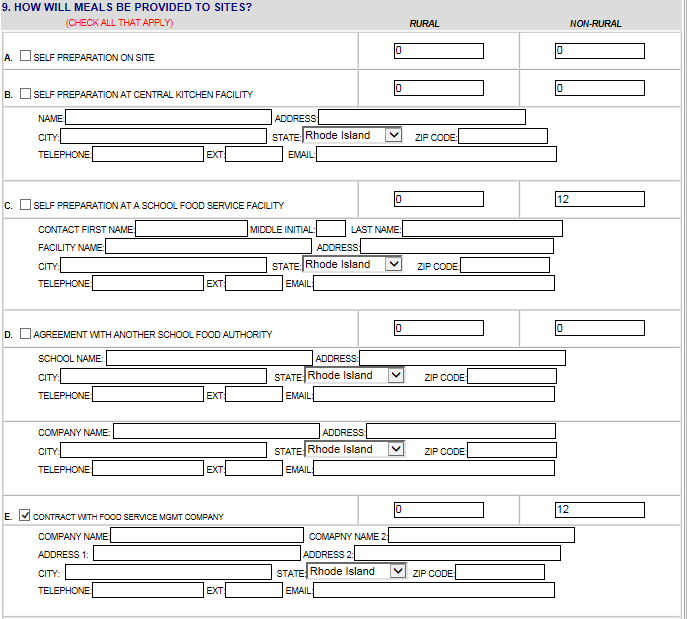 9. HOW WILL MEALS BE PROVIDED TO SITES?
(CHECK ALL THAT APPLY) RURAL NON-RURAL
A. SELF PREPARATION ON SITE 0 0
B. SELF PREPARATION AT CENTRAL KITCHEN FACILITY 0 0
NAME: ADDRESS:
CITY: STATE: Rhode Island ZIP CODE:
TELEPHONE: EXT: EMAIL:
C. SELF PREPARATION AT A SCHOOL FOOD SERVICE FACILITY 0 12
CONTACT FIRST NAME: MIDDLE INITIAL: LAST NAME:
FACILITY NAME: ADDRESS:
CITY: STATE: Rhode Island ZIP CODE:
TELEPHONE: EXT: EMAIL:
D. AGREEMENT WITH ANOTHER SCHOOL FOOD AUTHORITY 0 0
SCHOOL NAME: ADDRESS:
CITY: STATE: Rhode Island ZIP CODE:
TELEPHONE: EXT: EMAIL:
COMPANY NAME: ADDRESS:
CITY: STATE: Rhode Island ZIP CODE:
TELEPHONE: EXT: EMAIL:
E. CONTRACT WITH FOOD SERVICE MGMT COMPANY 0 12
COMPANY NAME: COMAPNY NAME 2:
ADDRESS 1: ADDRESS 2:
CITY: STATE: Rhode Island ZIP CODE:
TELEPHONE: EXT: EMAIL: